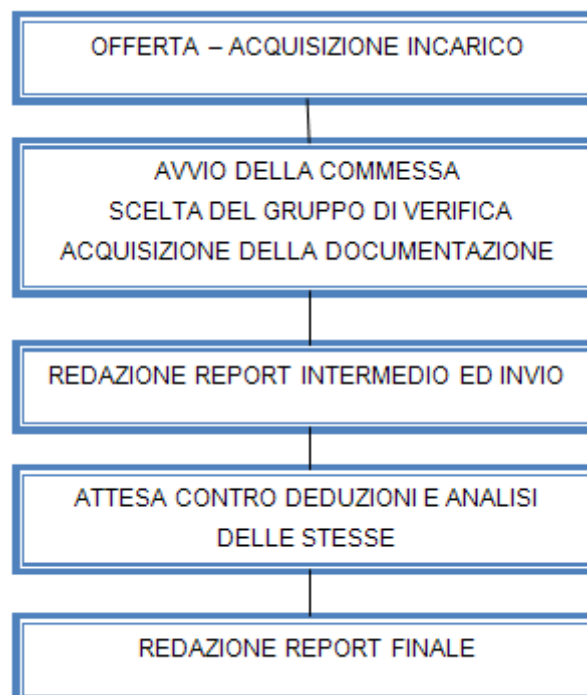 OFFERTA – ACQUISIZIONE INCARICO
AVVIO DELLA COMMESSA
SCELTA DEL GRUPPO DI VERIFICA
ACQUISIZIONE DELLA DOCUMENTAZIONE
REDAZIONE REPORT INTERMEDIO ED INVIO
ATTESA CONTRO DEDUZIONI E ANALISI
DELLE STESSE
REDAZIONE REPORT FINALE